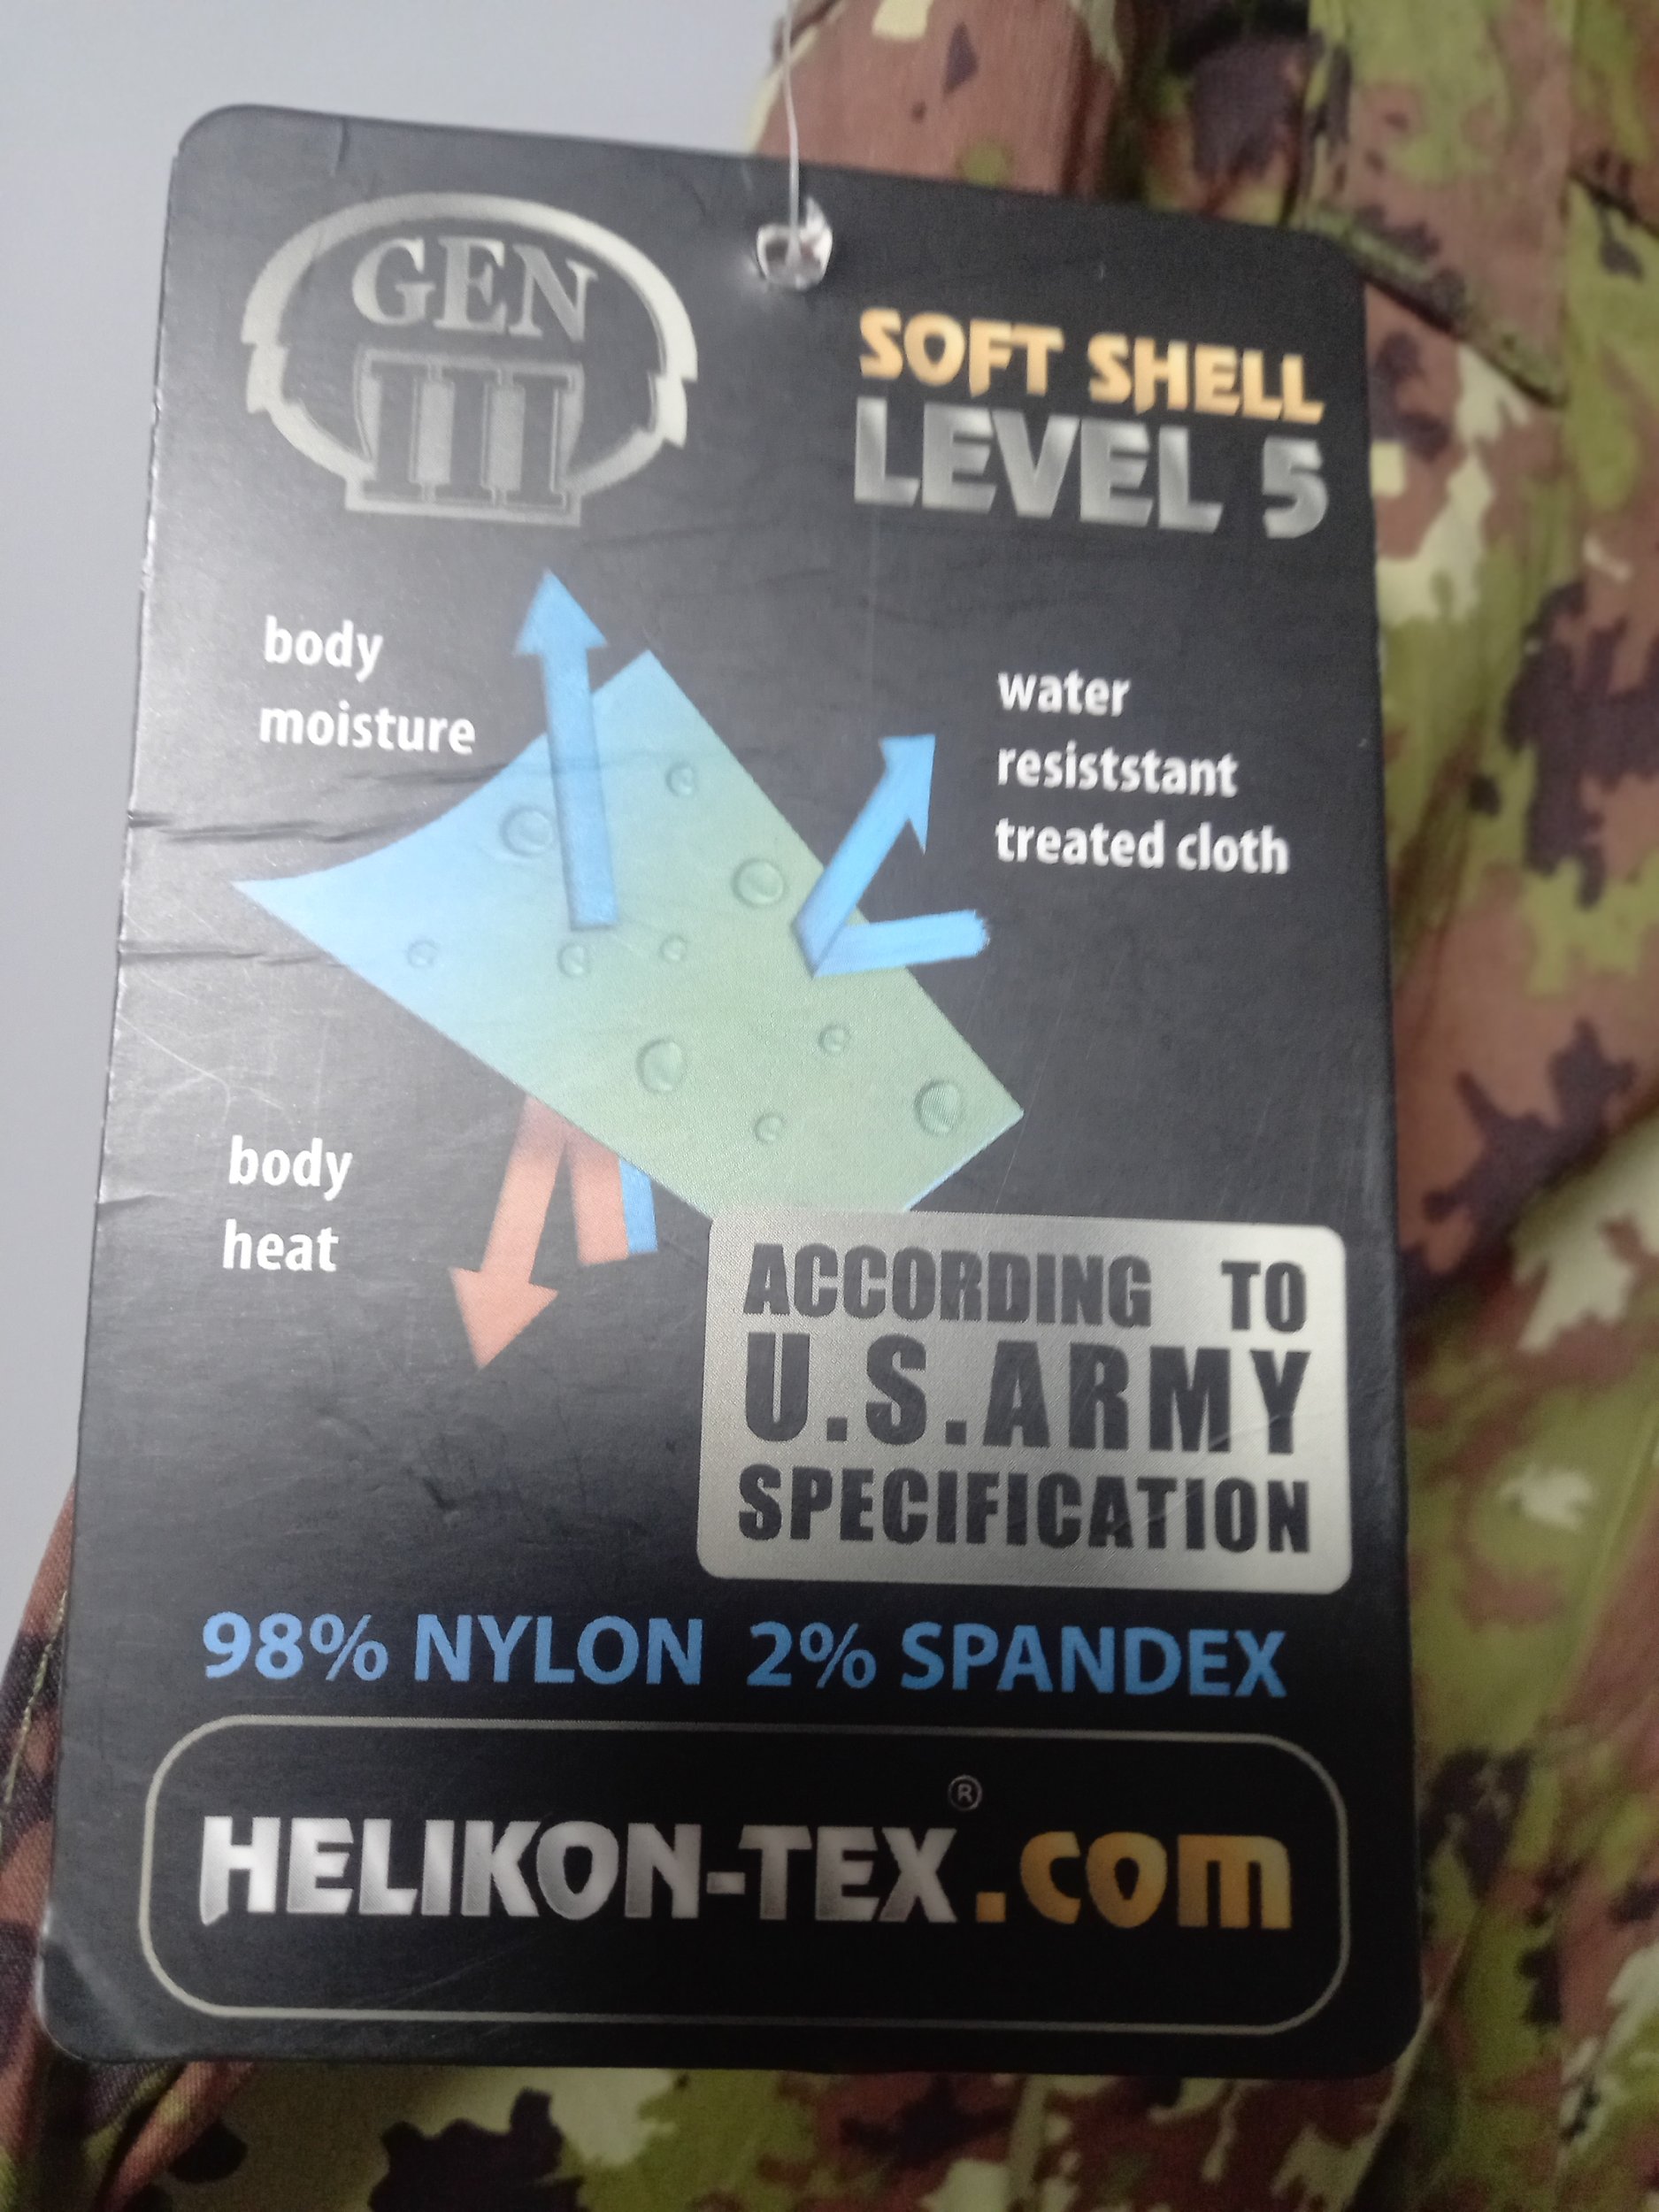 GEN
III
SOFT SHELL
LEVEL 5
body
moisture
water
resiststant
treated cloth
body
heat
ACCORDING TO
U.S.ARMY
SPECIFICATION
98% NYLON 2% SPANDEX
HELIKON-TEX®.com